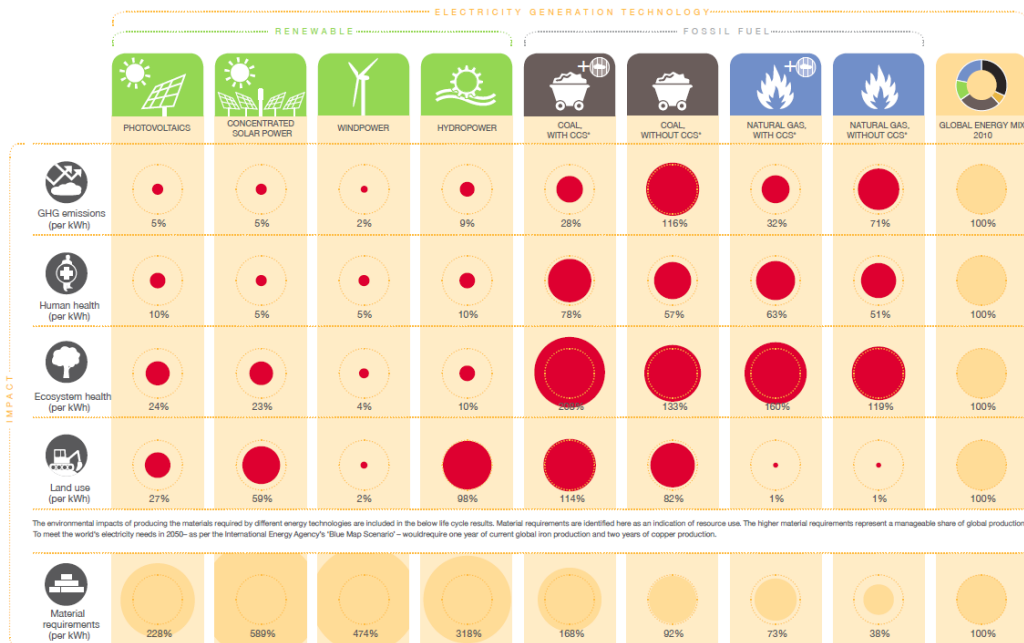 ELECTRICITY GENERATION TECHNOLOGY
RENEWABLE
FOSSIL FUEL
PHOTOVOLTAICS
CONCENTRATED
SOLAR POWER
WINDPOWER
HYDROPOWER
COAL,
WITH CCS*
COAL,
WITHOUT CCS*
NATURAL GAS,
WITH CCS*
NATURAL GAS,
WITHOUT CCS*
GLOBAL ENERGY MIX
2010
IMPACT
GHG emissions
(per kWh)
5% 5% 2% 9% 28% 116% 32% 71% 100%
Human health
(per kWh)
10% 5% 5% 10% 78% 57% 63% 51% 100%
Ecosystem health
(per kWh)
24% 23% 4% 10% 133% 160% 119% 100%
Land use
(per kWh)
27% 59% 2% 98% 114% 82% 1% 1% 100%
The environmental impacts of producing the materials required by different energy technologies are included in the below life cycle results. Material requirements are identified here as an indication of resource use. The higher material requirements represent a manageable share of global production
To meet the world's electricity needs in 2050– as per the International Energy Agency's 'Blue Map Scenario' – wouldrequire one year of current global iron production and two years of copper production.
Material
requirements
(per kWh)
228% 589% 474% 318% 168% 92% 73% 38% 100%